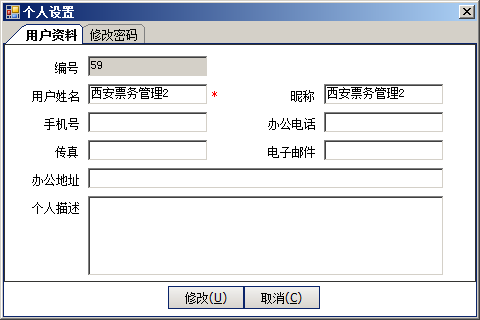 个人设置
用户资料 修改密码
编号 59
用户姓名 西安票务管理2 * 昵称 西安票务管理2
手机号 办公电话
传真 电子邮件
办公地址
个人描述
修改(U) 取消(C)